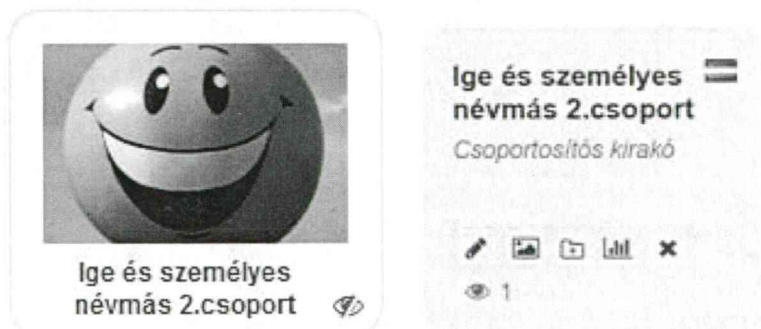 Ige és személyes
névmás 2.csoport
Ige és személyes
névmás 2.csoport
Csoportosítós kirakó
1